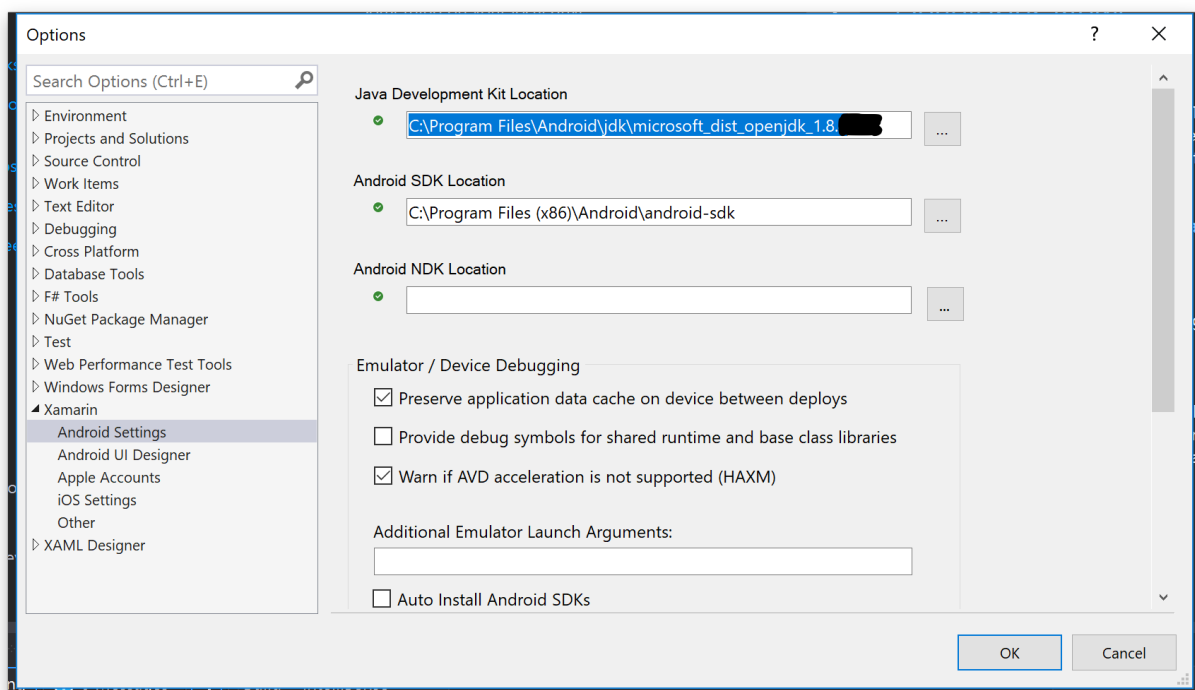 Options
?
Search Options (Ctrl+E)
Environment
Projects and Solutions
Source Control
Work Items
Text Editor
Debugging
Cross Platform
Database Tools
F# Tools
NuGet Package Manager
Test
Web Performance Test Tools
Windows Forms Designer
Xamarin
Android Settings
Android UI Designer
Apple Accounts
iOS Settings
Other
XAML Designer
Java Development Kit Location
C:\Program Files\Android\jdk\microsoft_dist_openjdk_1.8.
...
Android SDK Location
C:\Program Files (x86)\Android\android-sdk
...
Android NDK Location
...
Emulator / Device Debugging
Preserve application data cache on device between deploys
Provide debug symbols for shared runtime and base class libraries
Warn if AVD acceleration is not supported (HAXM)
Additional Emulator Launch Arguments:
Auto Install Android SDKs
OK
Cancel